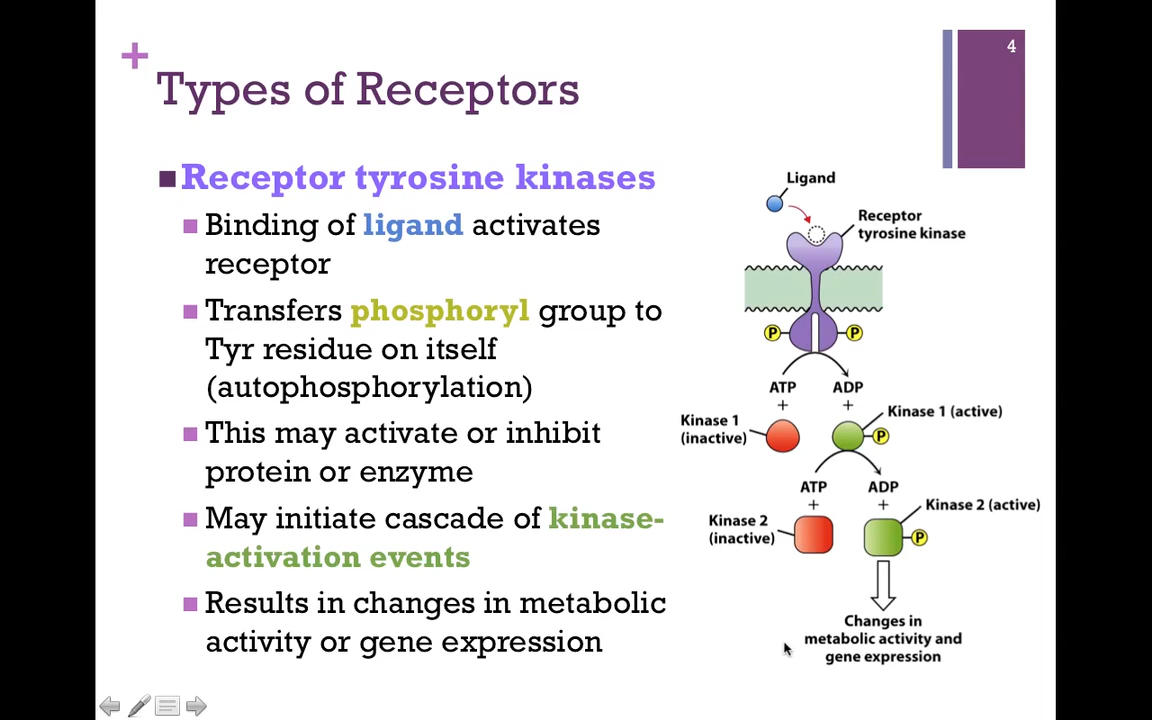 4
+
Types of Receptors
Receptor tyrosine kinases
Binding of ligand activates
receptor
Transfers phosphoryl group to
Tyr residue on itself
(autophosphorylation)
This may activate or inhibit
protein or enzyme
May initiate cascade of kinase-
activation events
Results in changes in metabolic
activity or gene expression
Ligand
Receptor
tyrosine kinase
P P
ATP ADP
+ +
Kinase 1
(inactive)
Kinase 1 (active)
P
ATP ADP
+ +
Kinase 2
(inactive)
Kinase 2 (active)
P
Changes in
metabolic activity and
gene expression